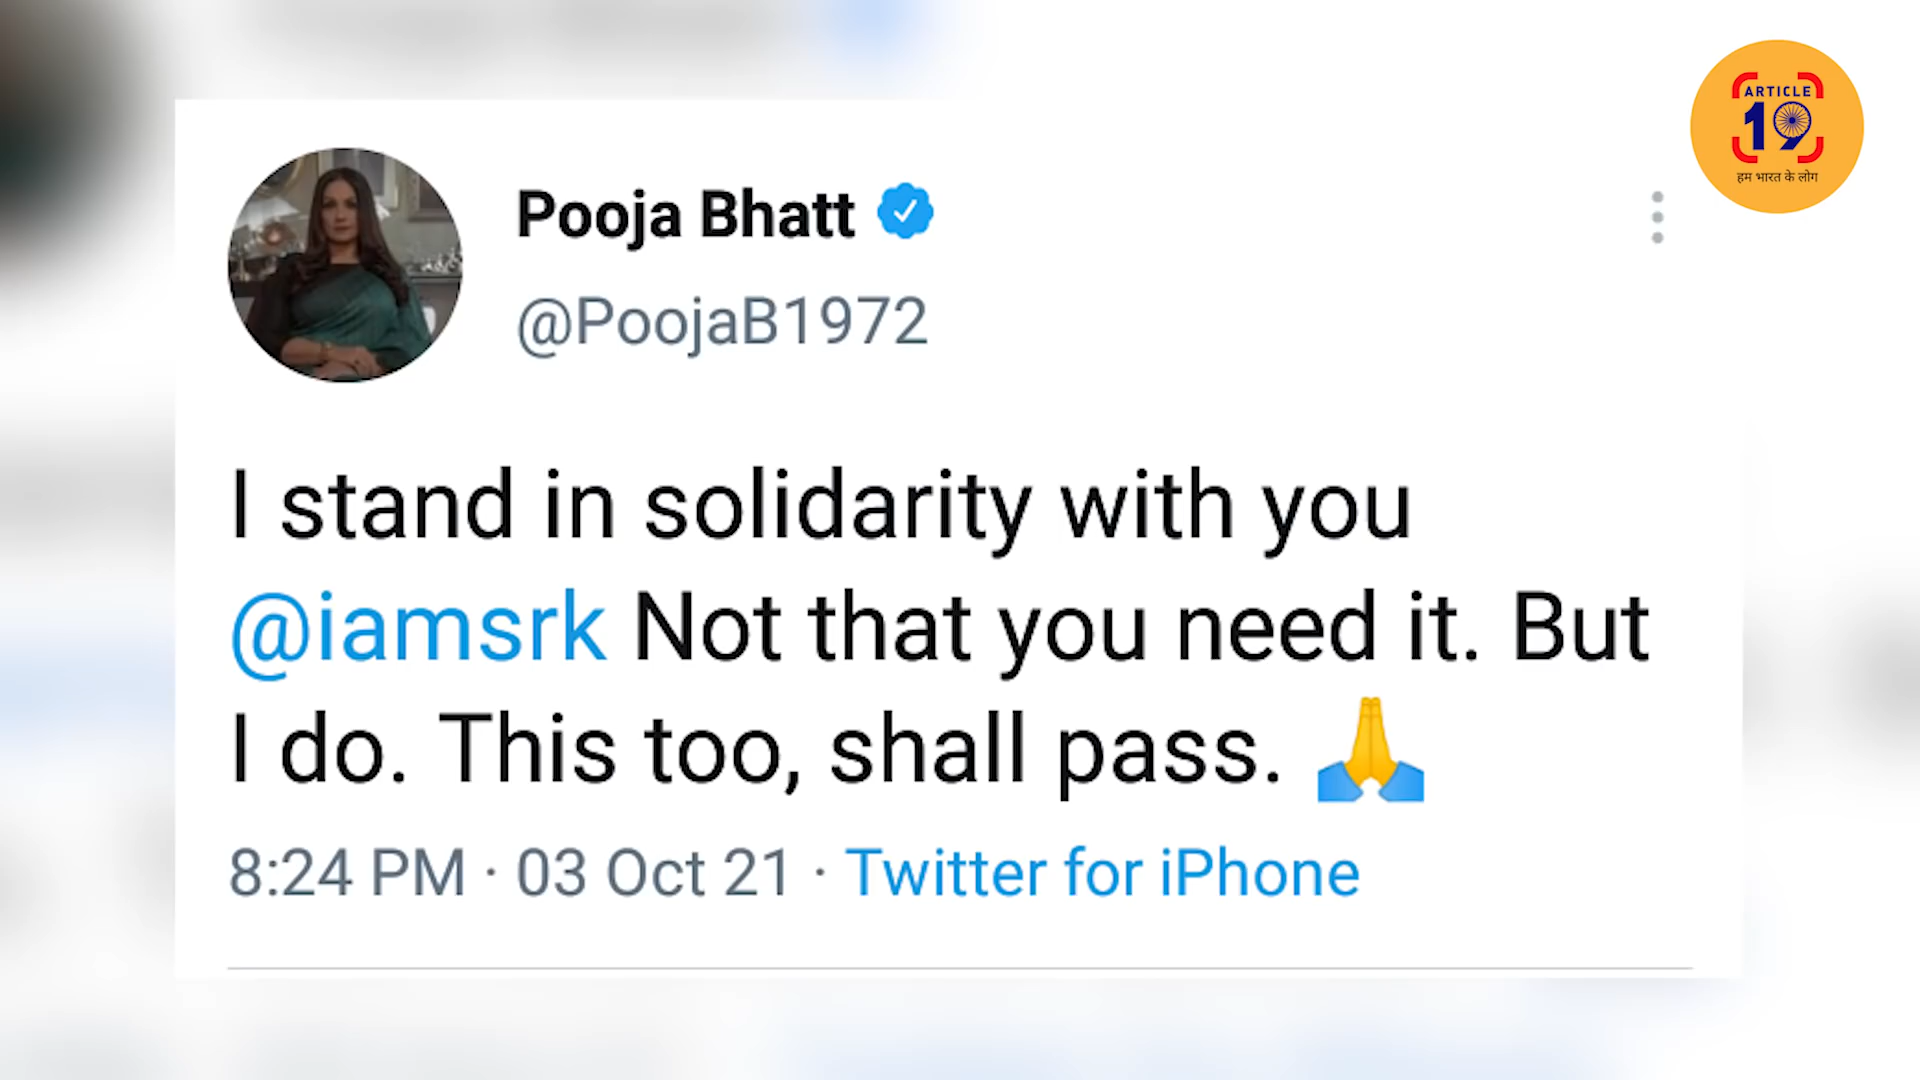 ARTICLE
19
हम भारत के लोग
Pooja Bhatt
@PoojaB1972
I stand in solidarity with you
@iamsrk Not that you need it. But
I do. This too, shall pass. 🙏
8:24 PM · 03 Oct 21 · Twitter for iPhone